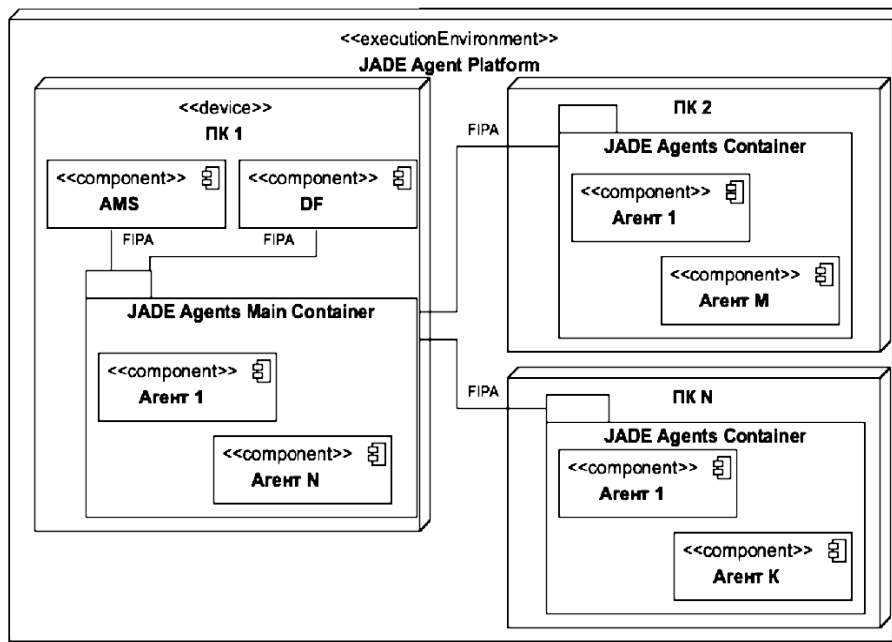 <<executionEnvironment>>
JADE Agent Platform
<<device>>
ПК 1
<<component>>
AMS
<<component>>
DF
FIPA
FIPA
JADE Agents Main Container
<<component>>
Агент 1
<<component>>
Агент N
FIPA
ПК 2
JADE Agents Container
<<component>>
Агент 1
<<component>>
Агент M
FIPA
ПК N
JADE Agents Container
<<component>>
Агент 1
<<component>>
Агент К